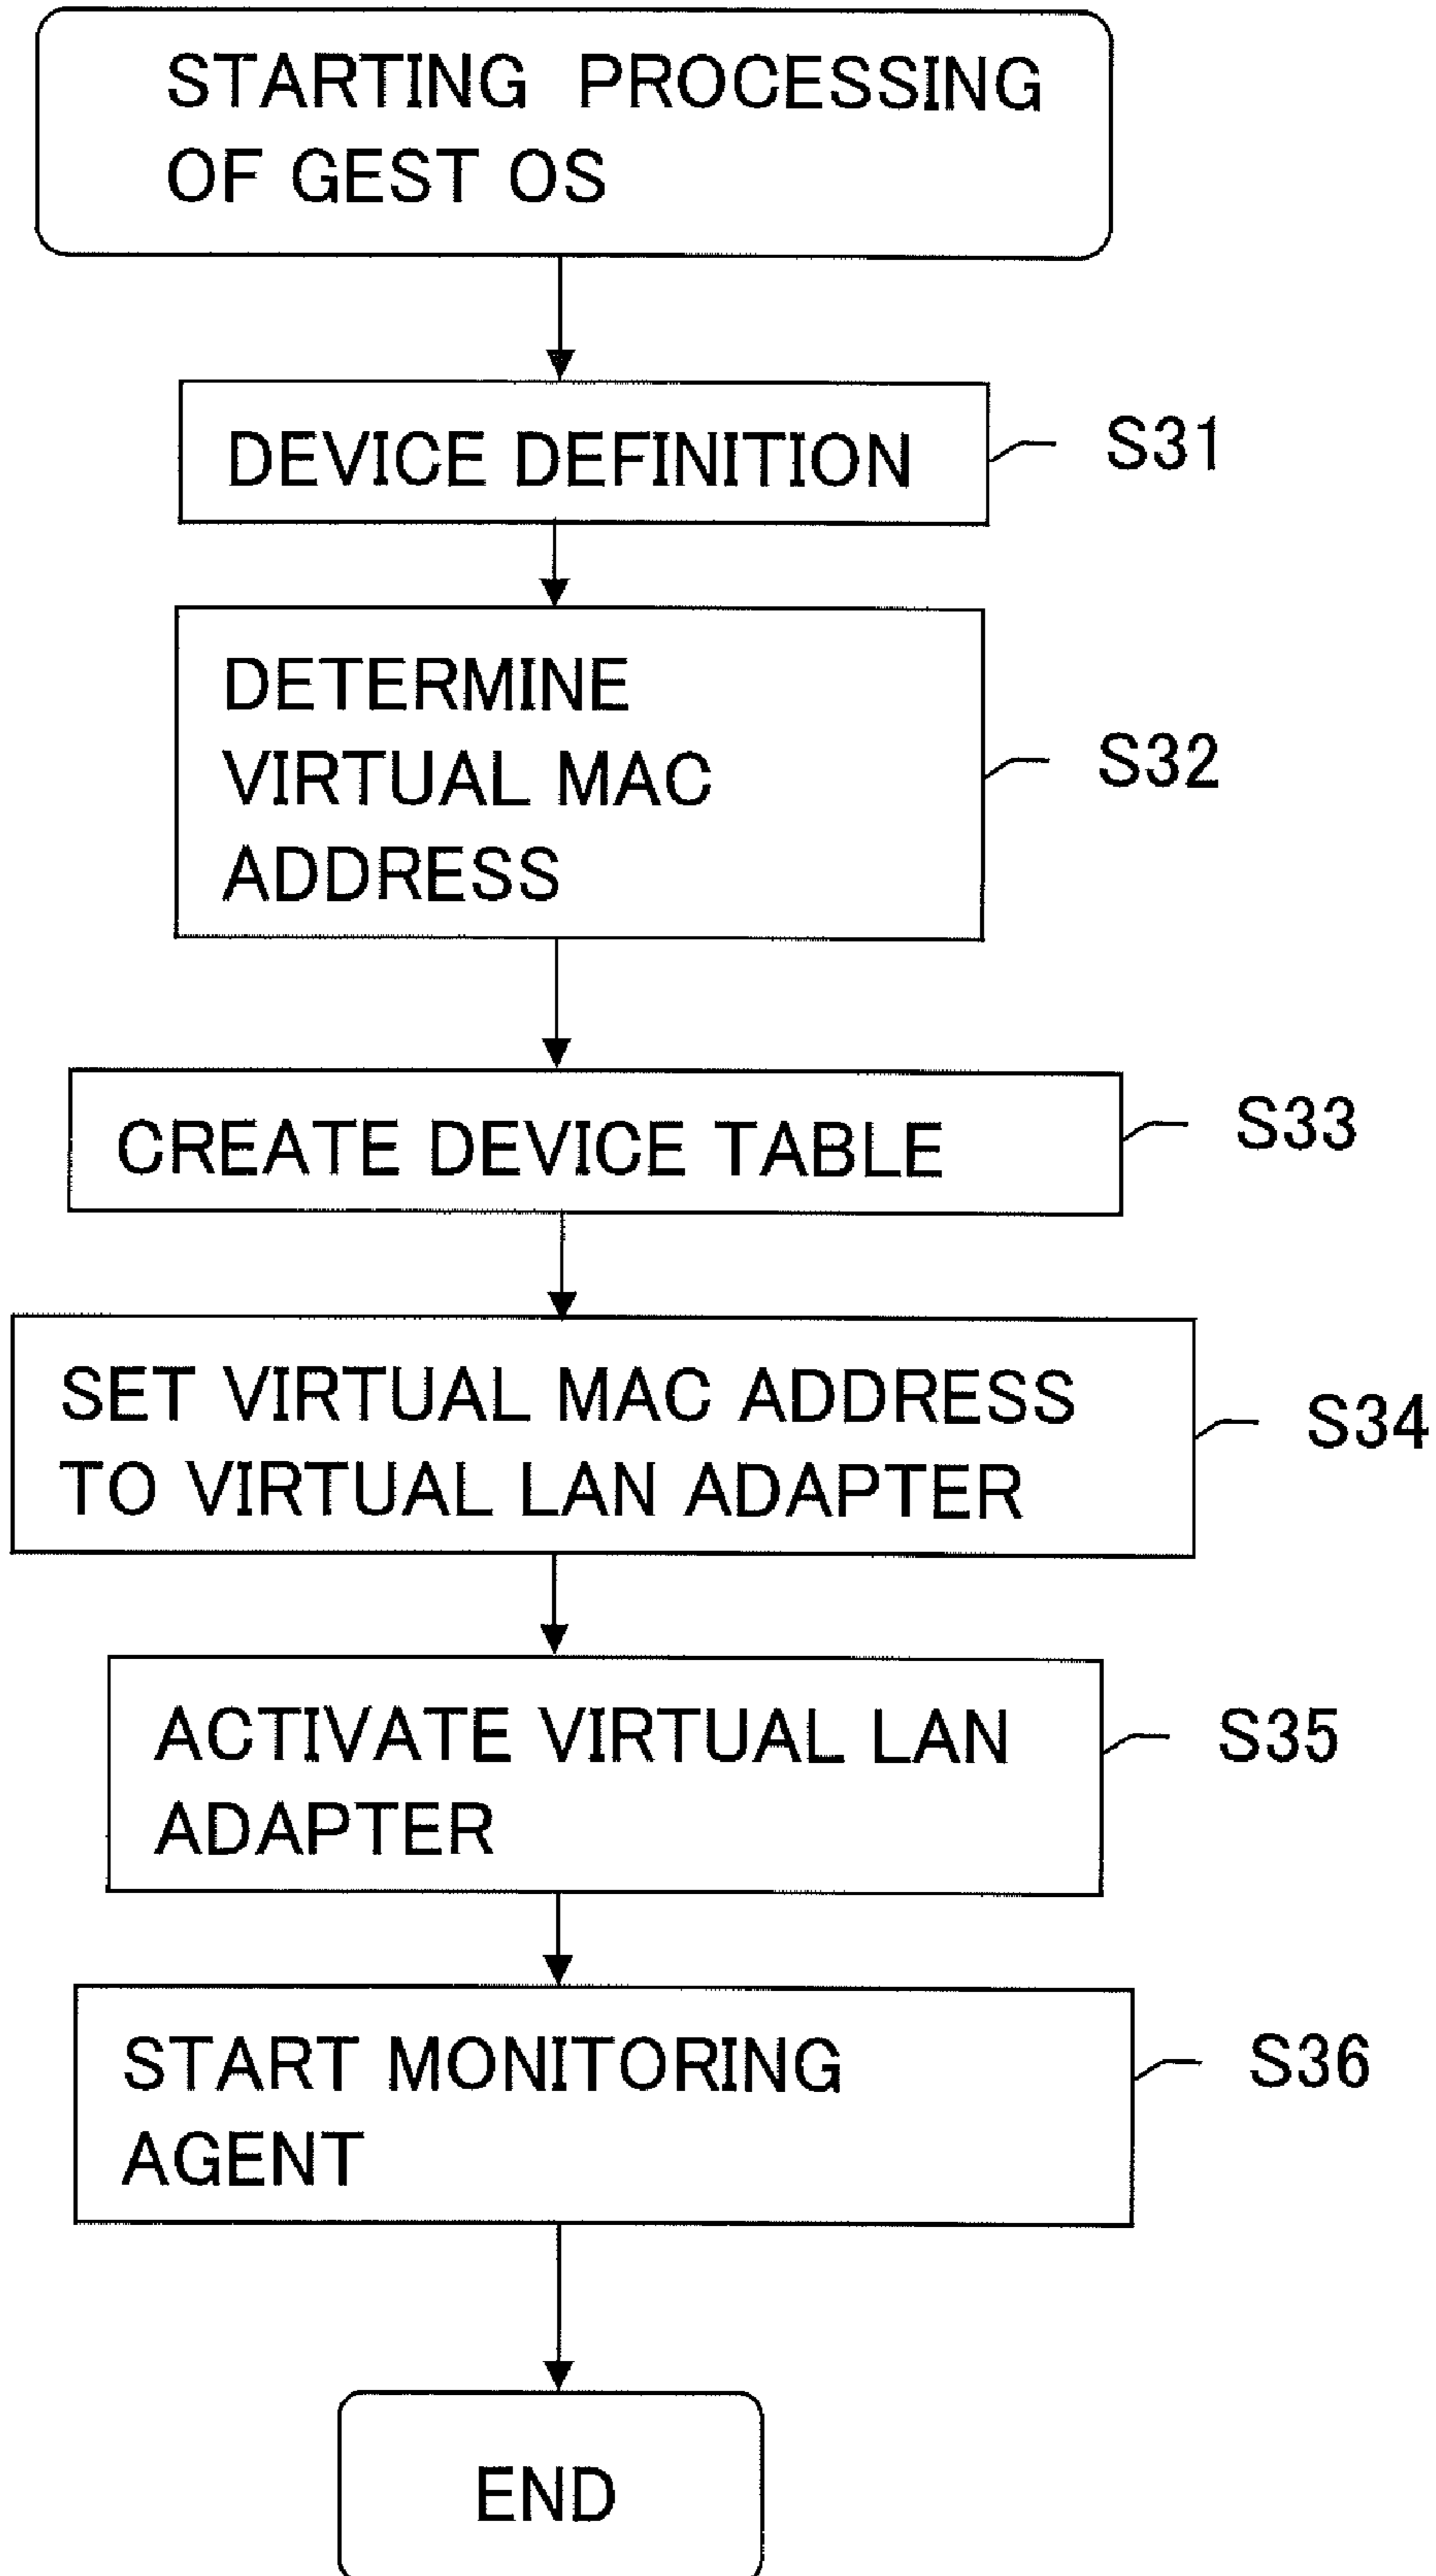 STARTING PROCESSING
OF GEST OS
DEVICE DEFINITION
S31
DETERMINE
VIRTUAL MAC
ADDRESS
S32
CREATE DEVICE TABLE
S33
SET VIRTUAL MAC ADDRESS
TO VIRTUAL LAN ADAPTER
S34
ACTIVATE VIRTUAL LAN
ADAPTER
S35
START MONITORING
AGENT
S36
END